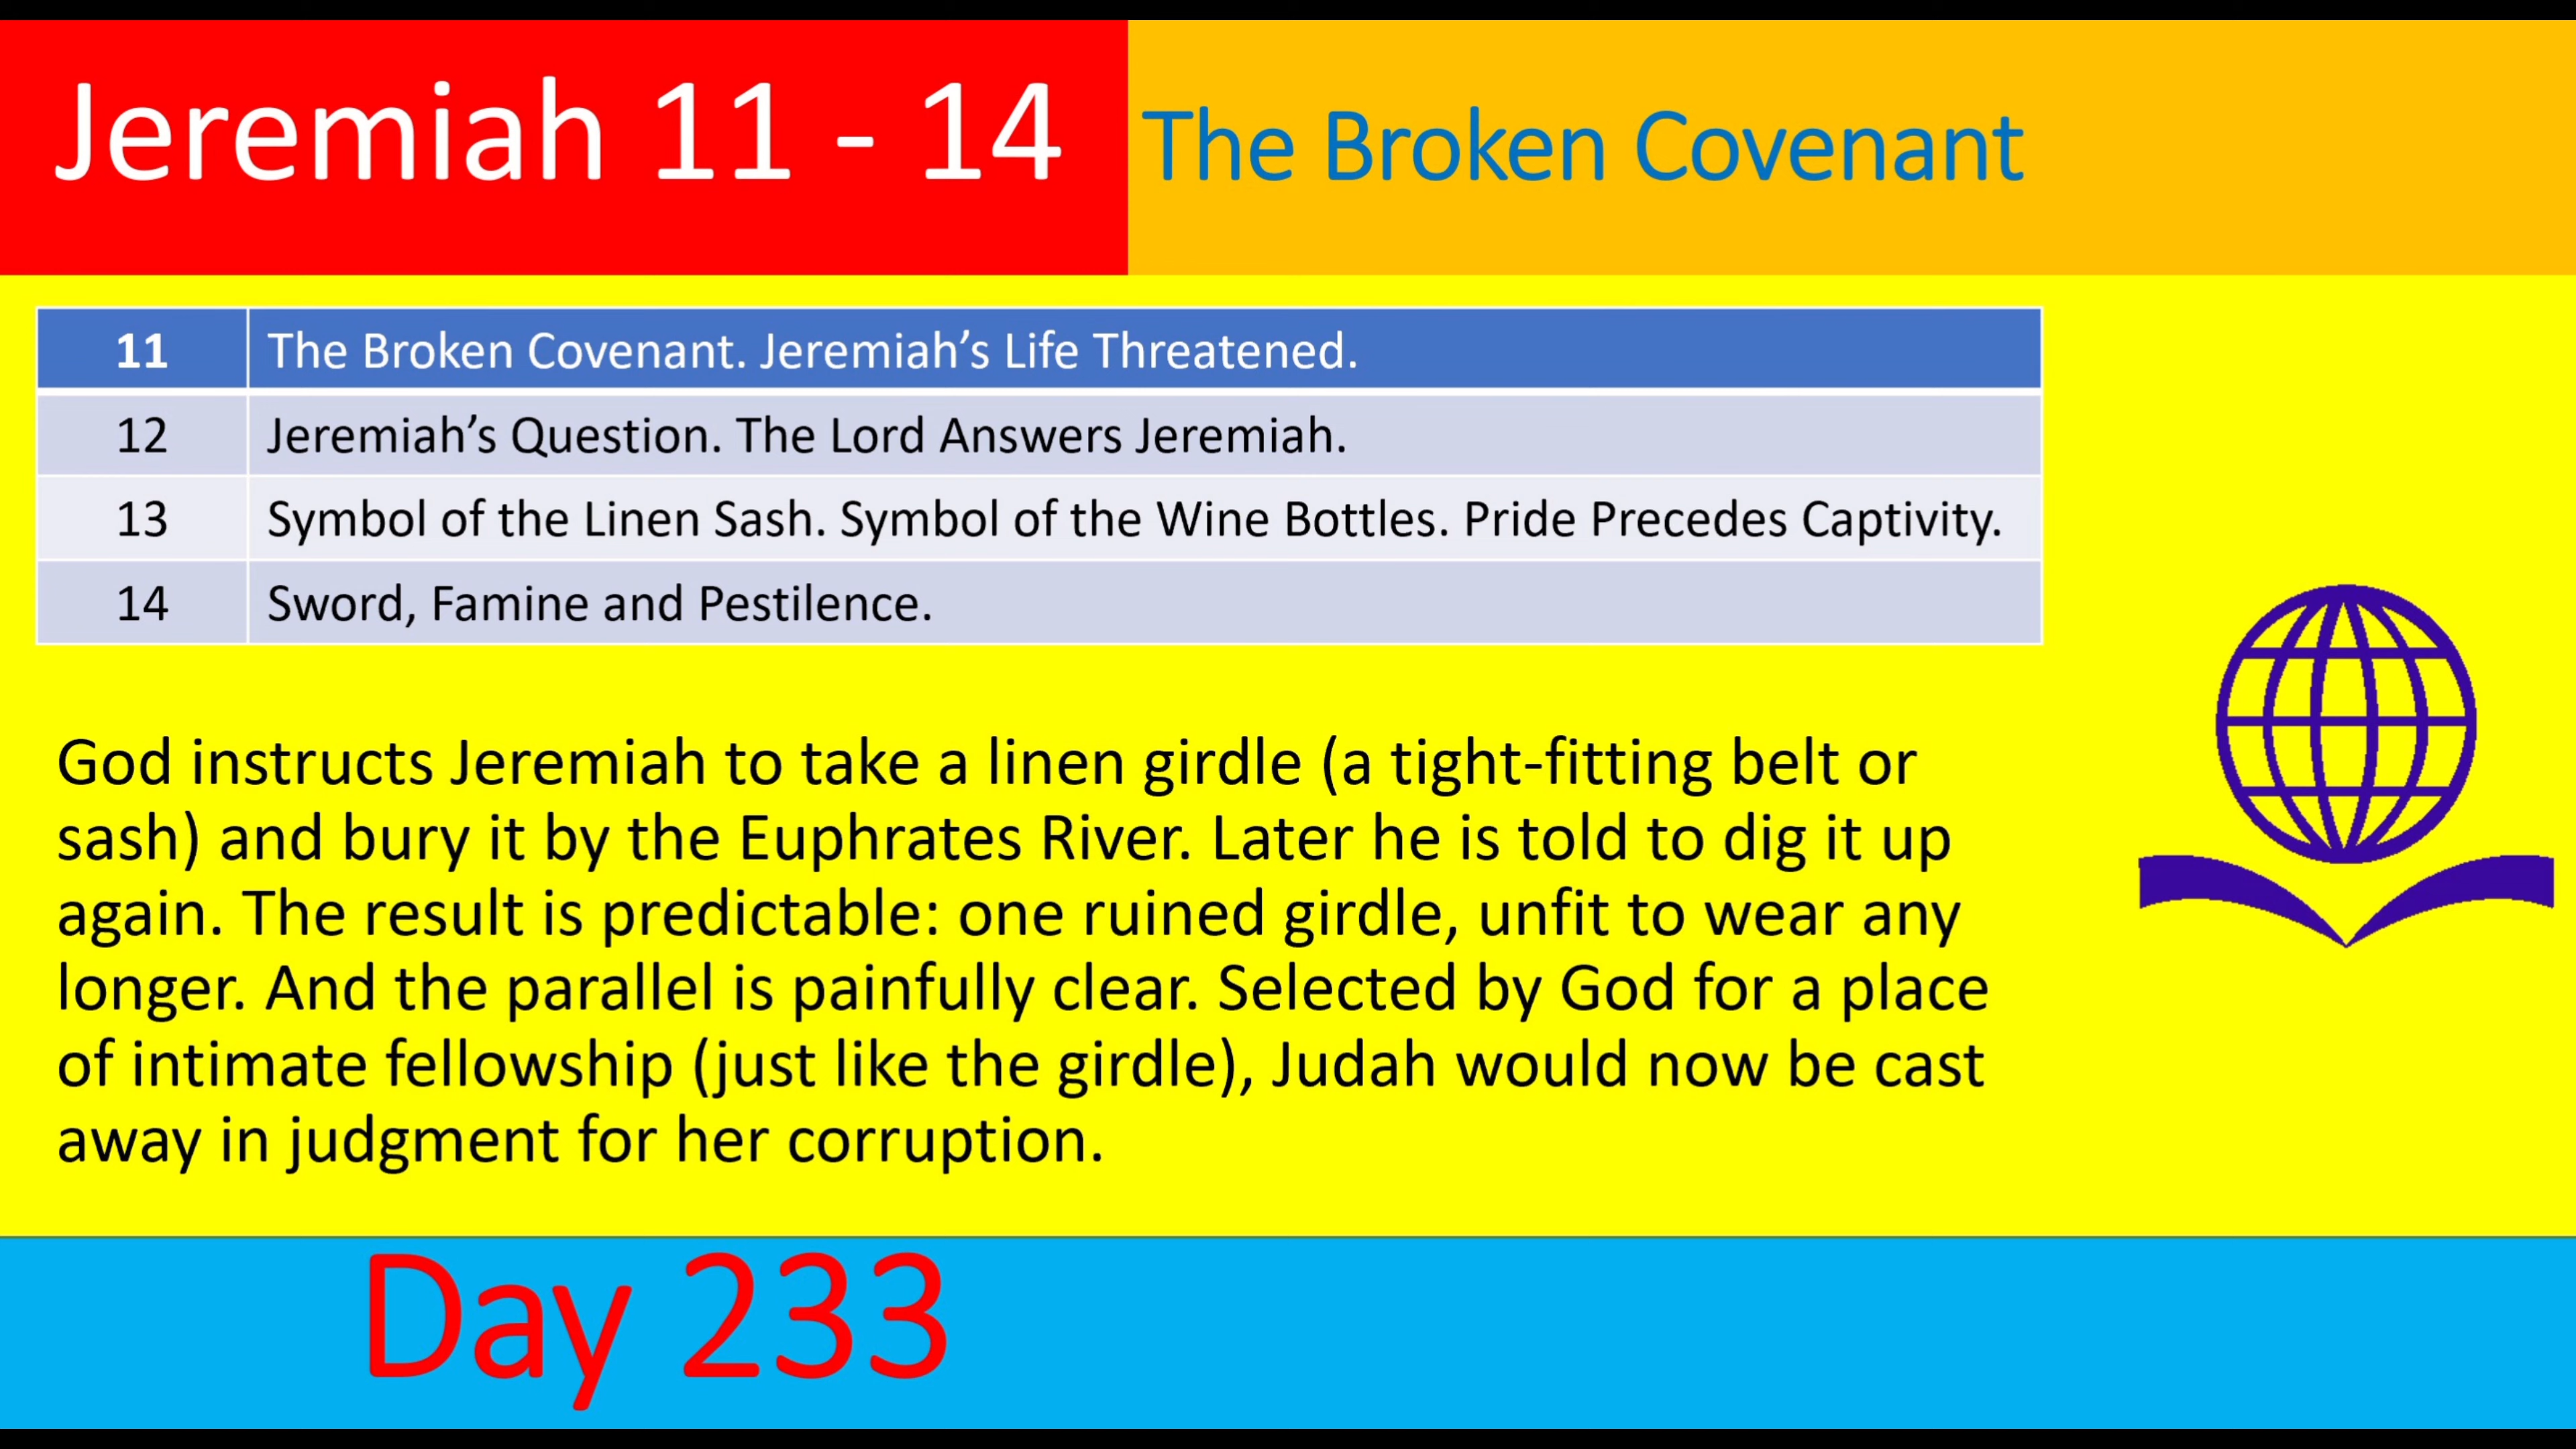 Jeremiah 11 - 14
The Broken Covenant
11 The Broken Covenant. Jeremiah’s Life Threatened.
12 Jeremiah’s Question. The Lord Answers Jeremiah.
13 Symbol of the Linen Sash. Symbol of the Wine Bottles. Pride Precedes Captivity.
14 Sword, Famine and Pestilence.
God instructs Jeremiah to take a linen girdle (a tight-fitting belt or
sash) and bury it by the Euphrates River. Later he is told to dig it up
again. The result is predictable: one ruined girdle, unfit to wear any
longer. And the parallel is painfully clear. Selected by God for a place
of intimate fellowship (just like the girdle), Judah would now be cast
away in judgment for her corruption.
Day 233